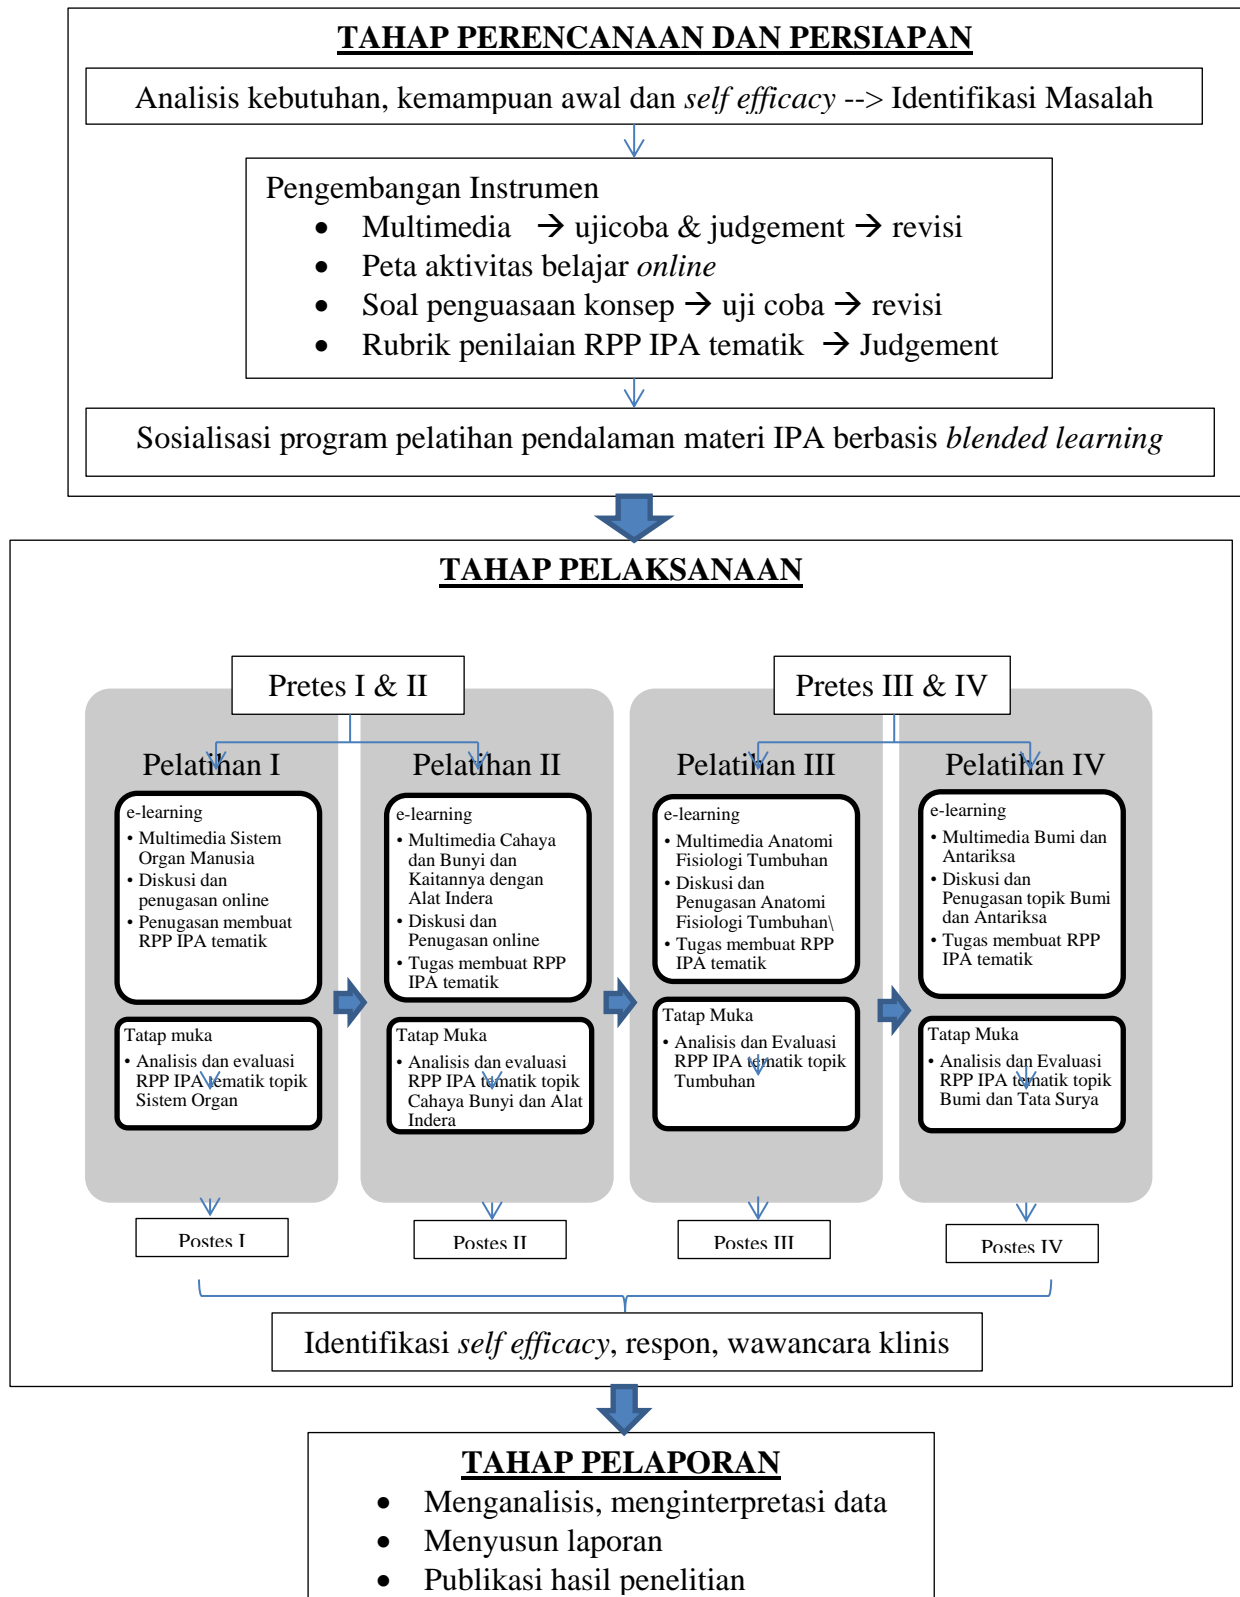 TAHAP PERENCANAAN DAN PERSIAPAN
Analisis kebutuhan, kemampuan awal dan self efficacy --> Identifikasi Masalah
Pengembangan Instrumen
• Multimedia → ujicoba & judgement → revisi
• Peta aktivitas belajar online
• Soal penguasaan konsep → uji coba → revisi
• Rubrik penilaian RPP IPA tematik → Judgement
Sosialisasi program pelatihan pendalaman materi IPA berbasis blended learning
TAHAP PELAKSANAAN
Pretes I & II
Pretes III & IV
Pelatihan I
e-learning
• Multimedia Sistem
Organ Manusia
• Diskusi dan
penugasan online
• Penugasan membuat
RPP IPA tematik
Tatap muka
• Analisis dan evaluasi
RPP IPA tematik topik
Sistem Organ
Pelatihan II
e-learning
• Multimedia Cahaya
dan Bunyi dan
Kaitannya dengan
Alat Indera
• Diskusi dan
Penugasan online
• Tugas membuat RPP
IPA tematik
Tatap Muka
• Analisis dan evaluasi
RPP IPA tematik topik
Cahaya Bunyi dan Alat
Indera
Pelatihan III
e-learning
• Multimedia Anatomi
Fisiologi Tumbuhan
• Diskusi dan
Penugasan Anatomi
Fisiologi Tumbuhan\
• Tugas membuat RPP
IPA tematik
Tatap Muka
• Analisis dan Evaluasi
RPP IPA tematik topik
Tumbuhan
Pelatihan IV
e-learning
• Multimedia Bumi dan
Antariksa
• Diskusi dan
Penugasan topik Bumi
dan Antariksa
• Tugas membuat RPP
IPA tematik
Tatap Muka
• Analisis dan Evaluasi
RPP IPA tematik topik
Bumi dan Tata Surya
Postes I
Postes II
Postes III
Postes IV
Identifikasi self efficacy, respon, wawancara klinis
TAHAP PELAPORAN
• Menganalisis, menginterpretasi data
• Menyusun laporan
• Publikasi hasil penelitian